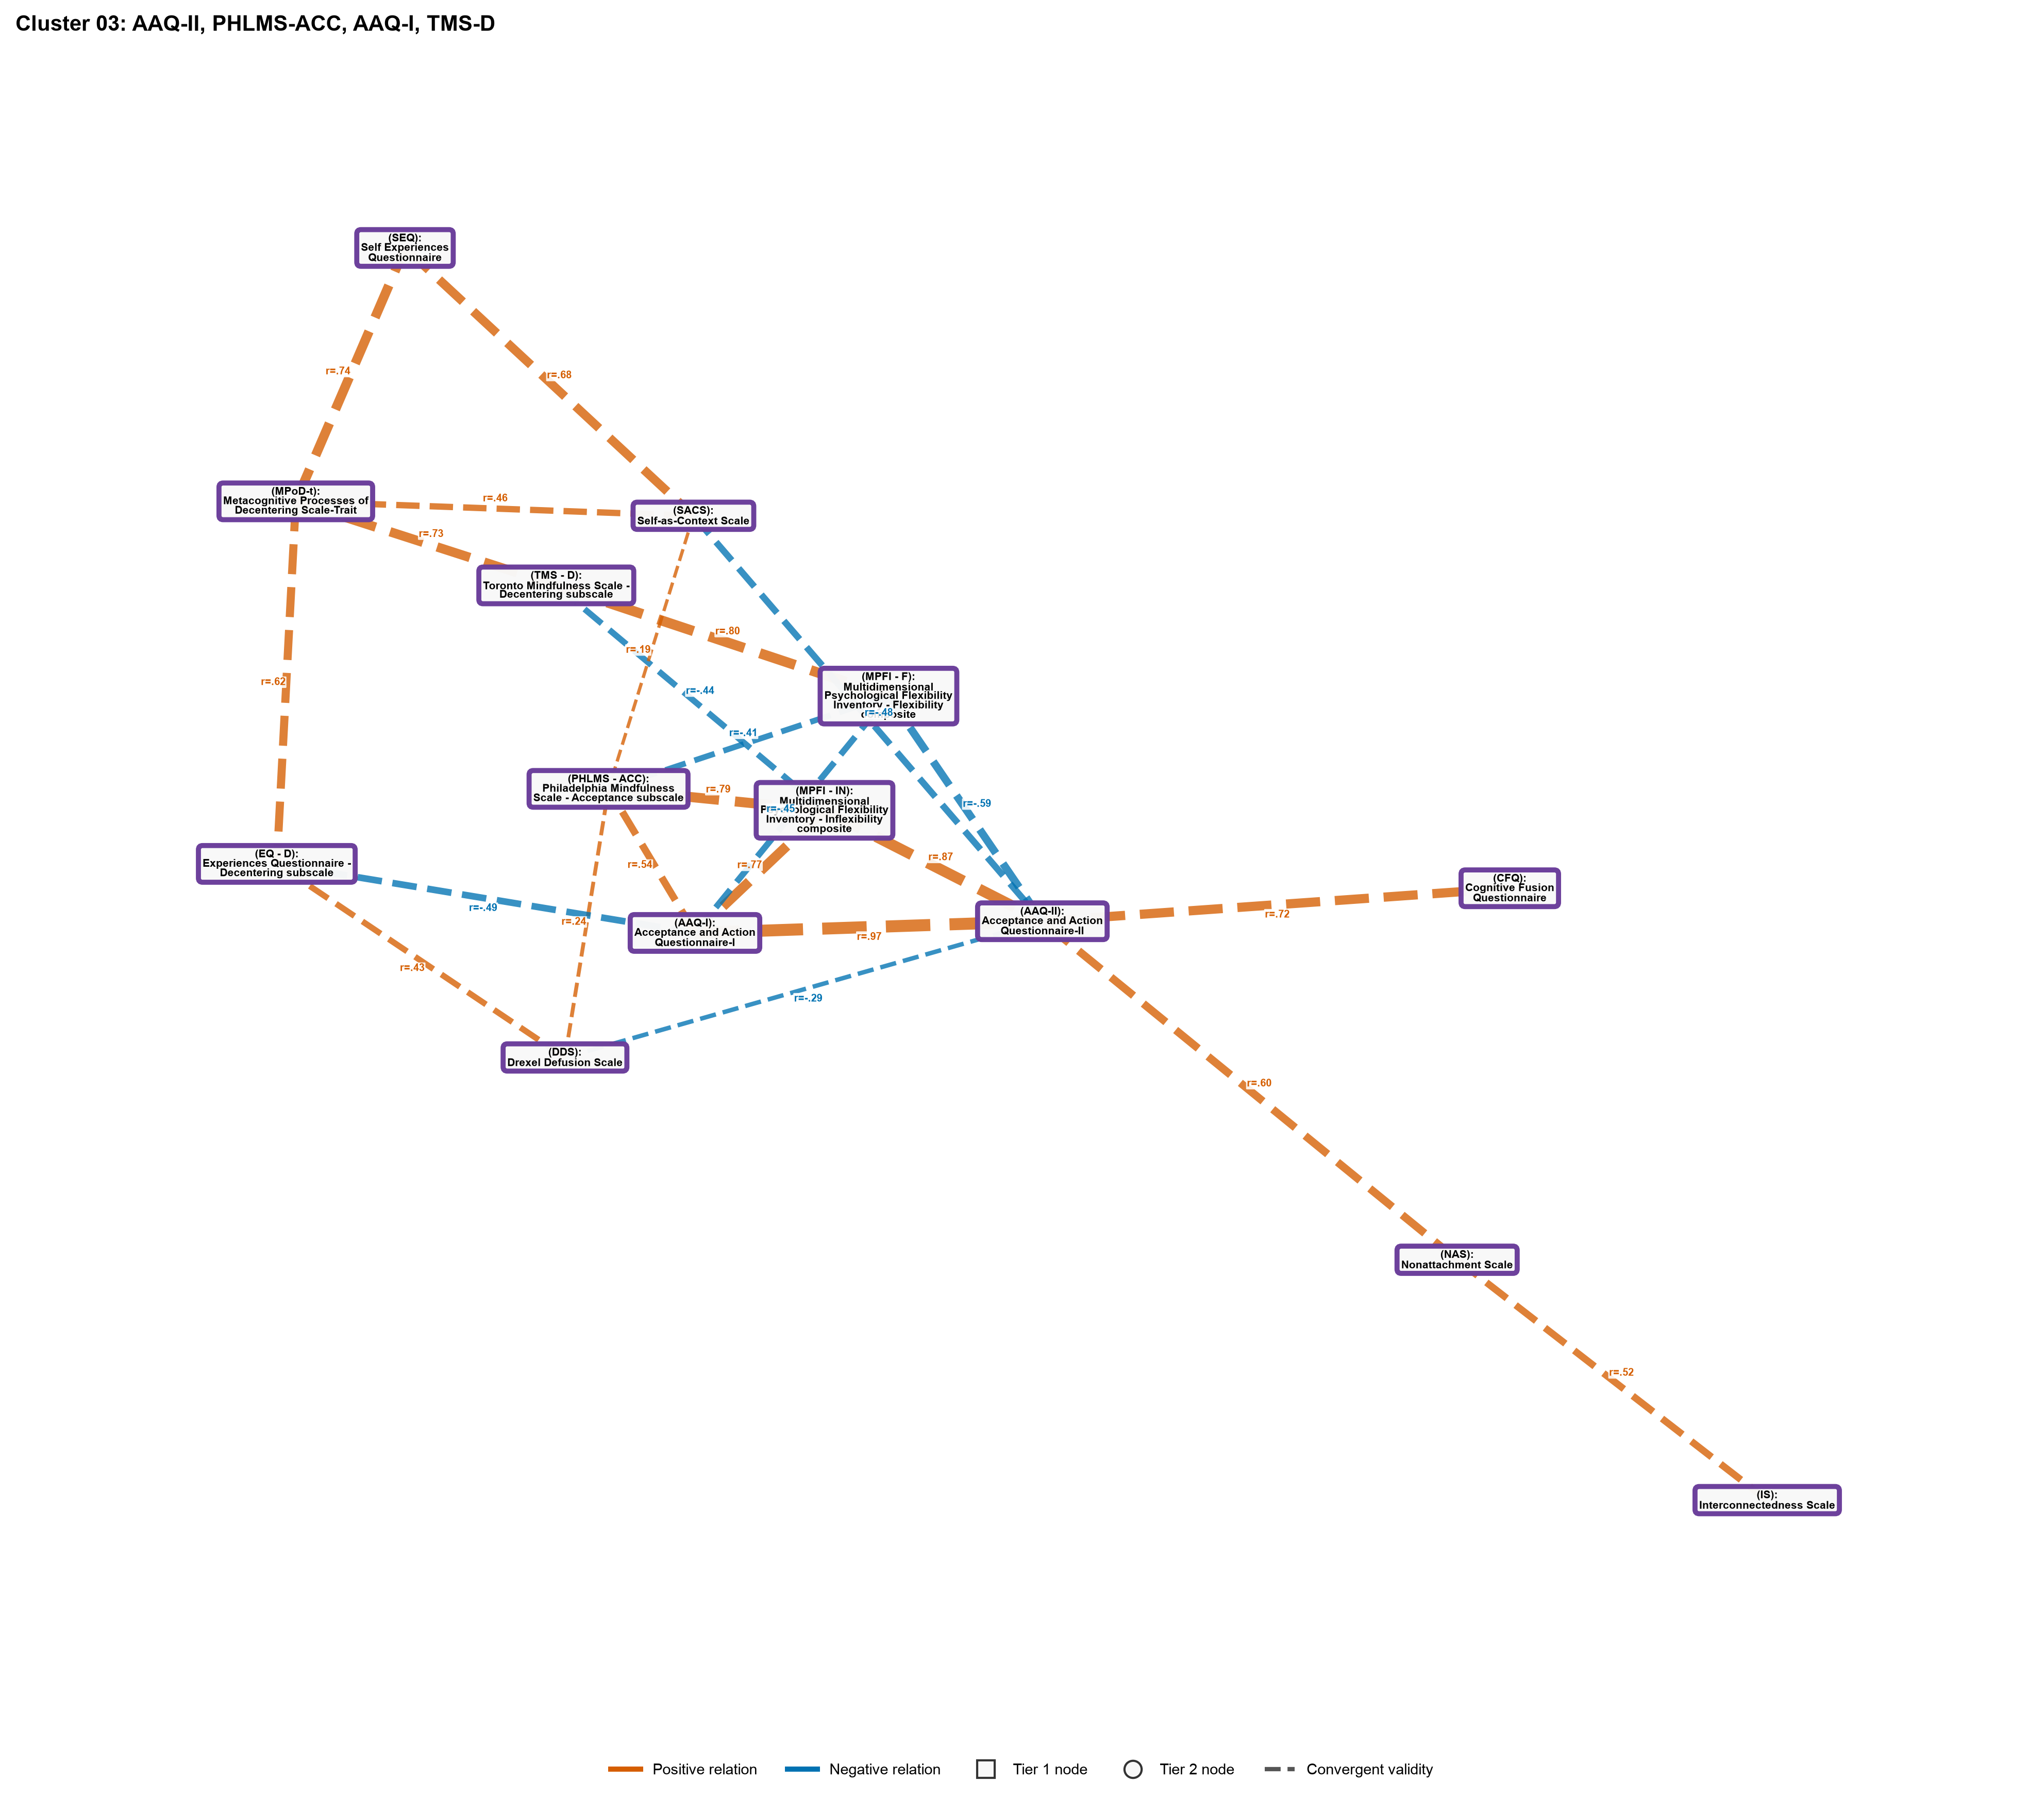 Cluster 03: AAQ-II, PHLMS-ACC, AAQ-I, TMS-D
(SEQ):
Self Experiences
Questionnaire
r=.74
r=.68
(MPoD-t):
Metacognitive Processes of
Decentering Scale-Trait
r=.46
(SACS):
Self-as-Context Scale
r=.73
(TMS - D):
Toronto Mindfulness Scale -
Decentering subscale
r=.80
r=.19
r=.62
r=-.44
(MPFI - F):
Multidimensional
Psychological Flexibility
Inventory - Flexibility
r=-.48
r=-.41
(PHLMS - ACC):
Philadelphia Mindfulness
Scale - Acceptance subscale
r=.79
(MPFI - IN):
Multidimensional
Flexibility
Inventory - Inflexibility
composite
r=-.45
r=-.59
(EQ - D):
Experiences Questionnaire -
Decentering subscale
r=.54
r=.77
r=.87
(CFQ):
Cognitive Fusion
Questionnaire
r=-.49
r=.24
(AAQ-I):
Acceptance and Action
Questionnaire-I
r=.97
(AAQ-II):
Acceptance and Action
Questionnaire-II
r=.72
r=.43
r=-.29
(DDS):
Drexel Defusion Scale
r=.60
(NAS):
Nonattachment Scale
r=.52
(IS):
Interconnectedness Scale
Positive relation
Negative relation
Tier 1 node
Tier 2 node
Convergent validity